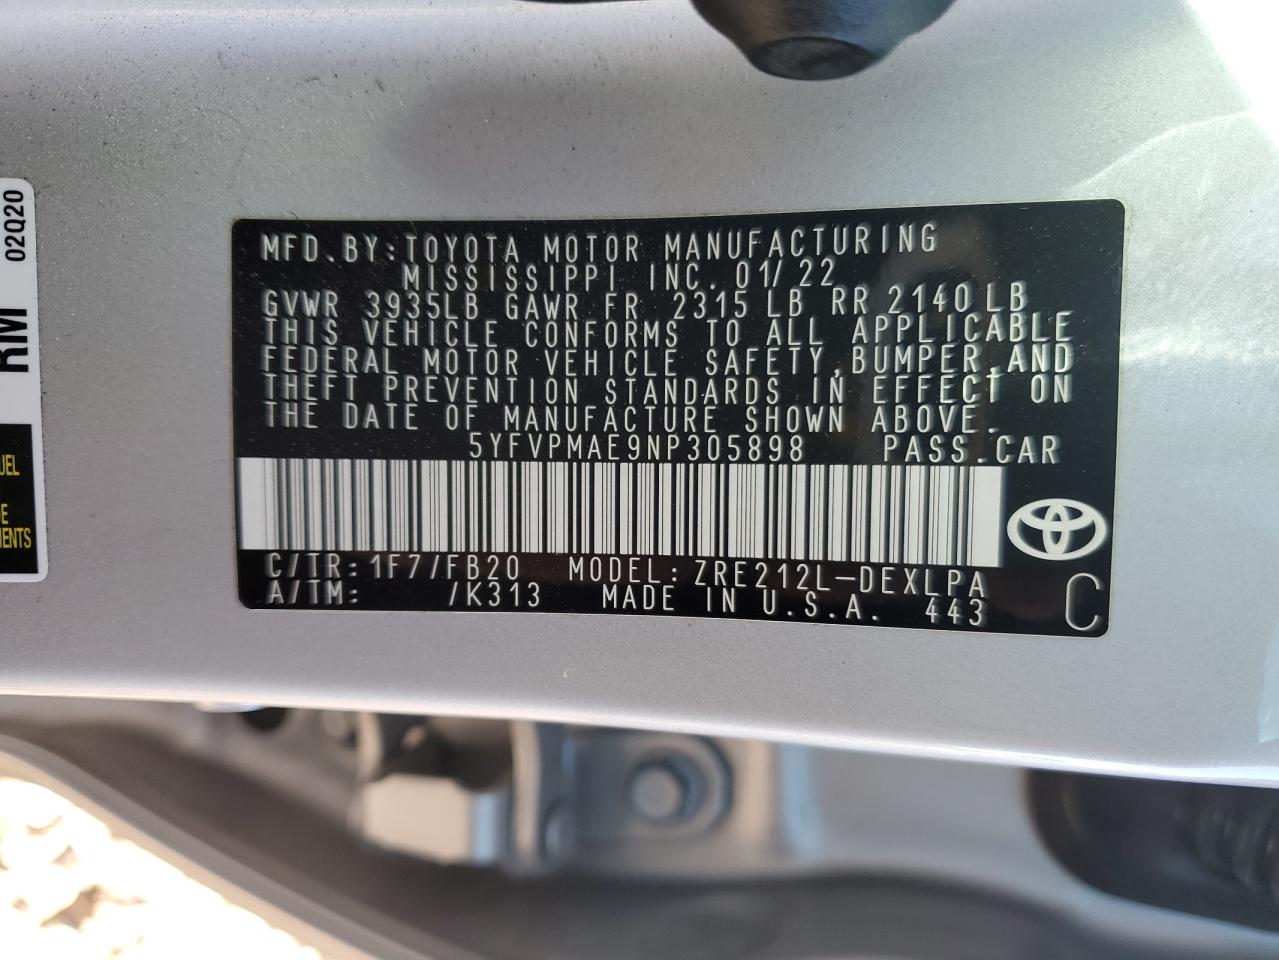 MFD.BY:TOYOTA MOTOR MANUFACTURING
MISSISSIPPI INC. 01/22
GVWR 3935LB GAWR FR 2315 LB RR 2140 LB
THIS VEHICLE CONFORMS TO ALL APPLICABLE
FEDERAL MOTOR VEHICLE SAFETY,BUMPER,AND
THEFT PREVENTION STANDARDS IN EFFECT ON
THE DATE OF MANUFACTURE SHOWN ABOVE.
5YFVPMAE9NP305898 PASS.CAR
C/TR:1F7/FB20 MODEL:ZRE212L-DEXLPA
A/TM: /K313 MADE IN U.S.A. 443
C
02Q20
RM